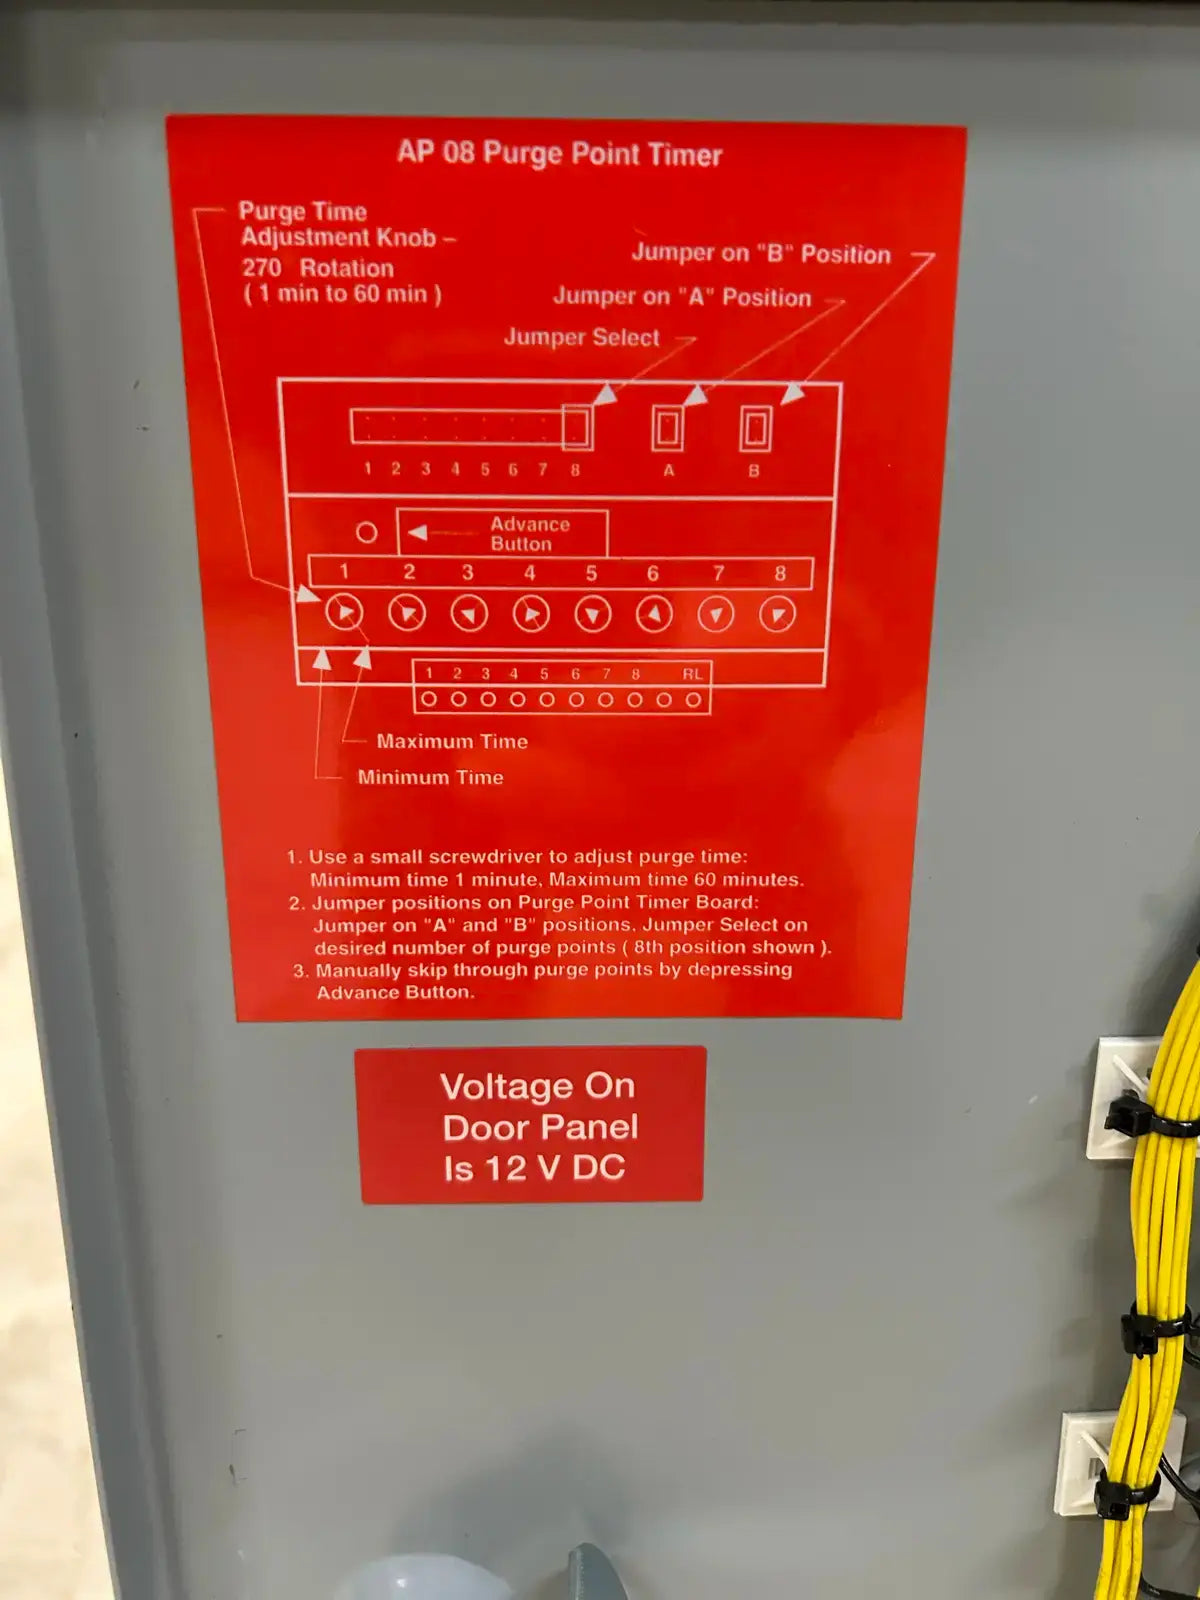 AP 08 Purge Point Timer
Purge Time
Adjustment Knob –
270 Rotation
( 1 min to 60 min )
Jumper on "B" Position
Jumper on "A" Position
Jumper Select
1 2 3 4 5 6 7 8 A B
Advance
Button
1 2 3 4 5 6 7 8
1 2 3 4 5 6 7 8 RL
Maximum Time
Minimum Time
1. Use a small screwdriver to adjust purge time:
Minimum time 1 minute, Maximum time 60 minutes.
2. Jumper positions on Purge Point Timer Board:
Jumper on "A" and "B" positions, Jumper Select on
desired number of purge points ( 8th position shown ).
3. Manually skip through purge points by depressing
Advance Button.
Voltage On
Door Panel
Is 12 V DC